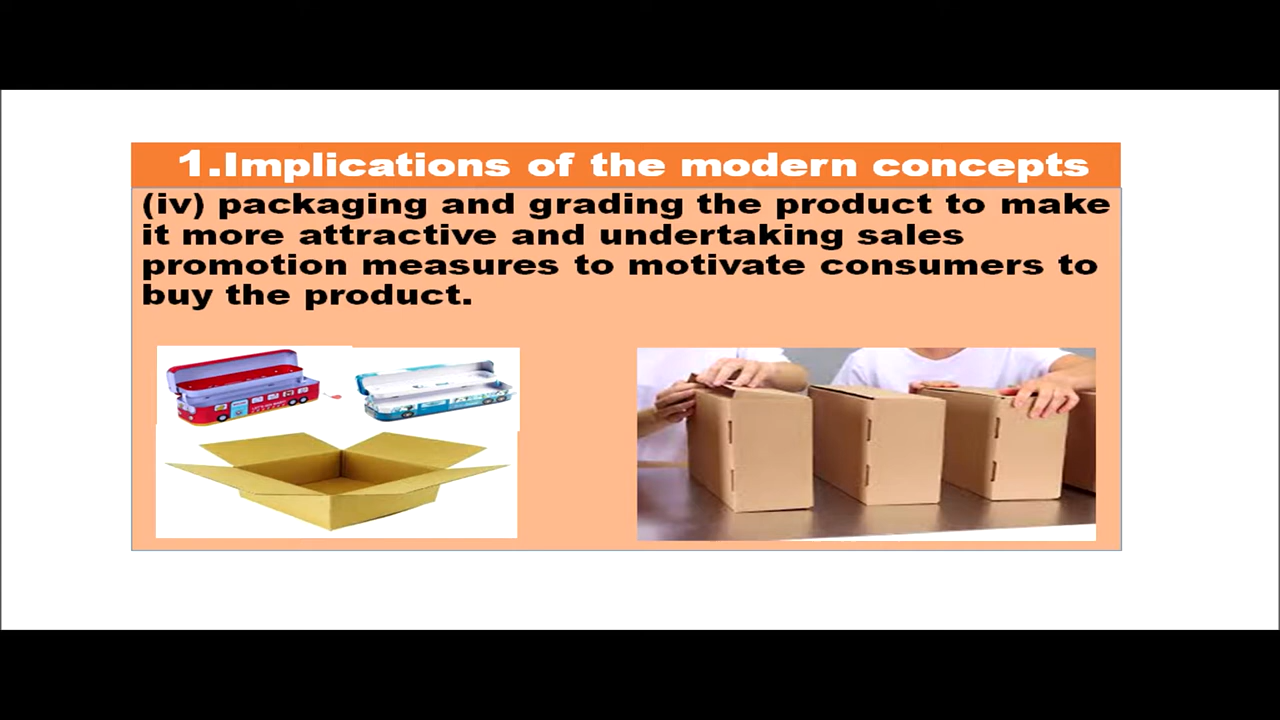 1.Implications of the modern concepts
(iv) packaging and grading the product to make
it more attractive and undertaking sales
promotion measures to motivate consumers to
buy the product.